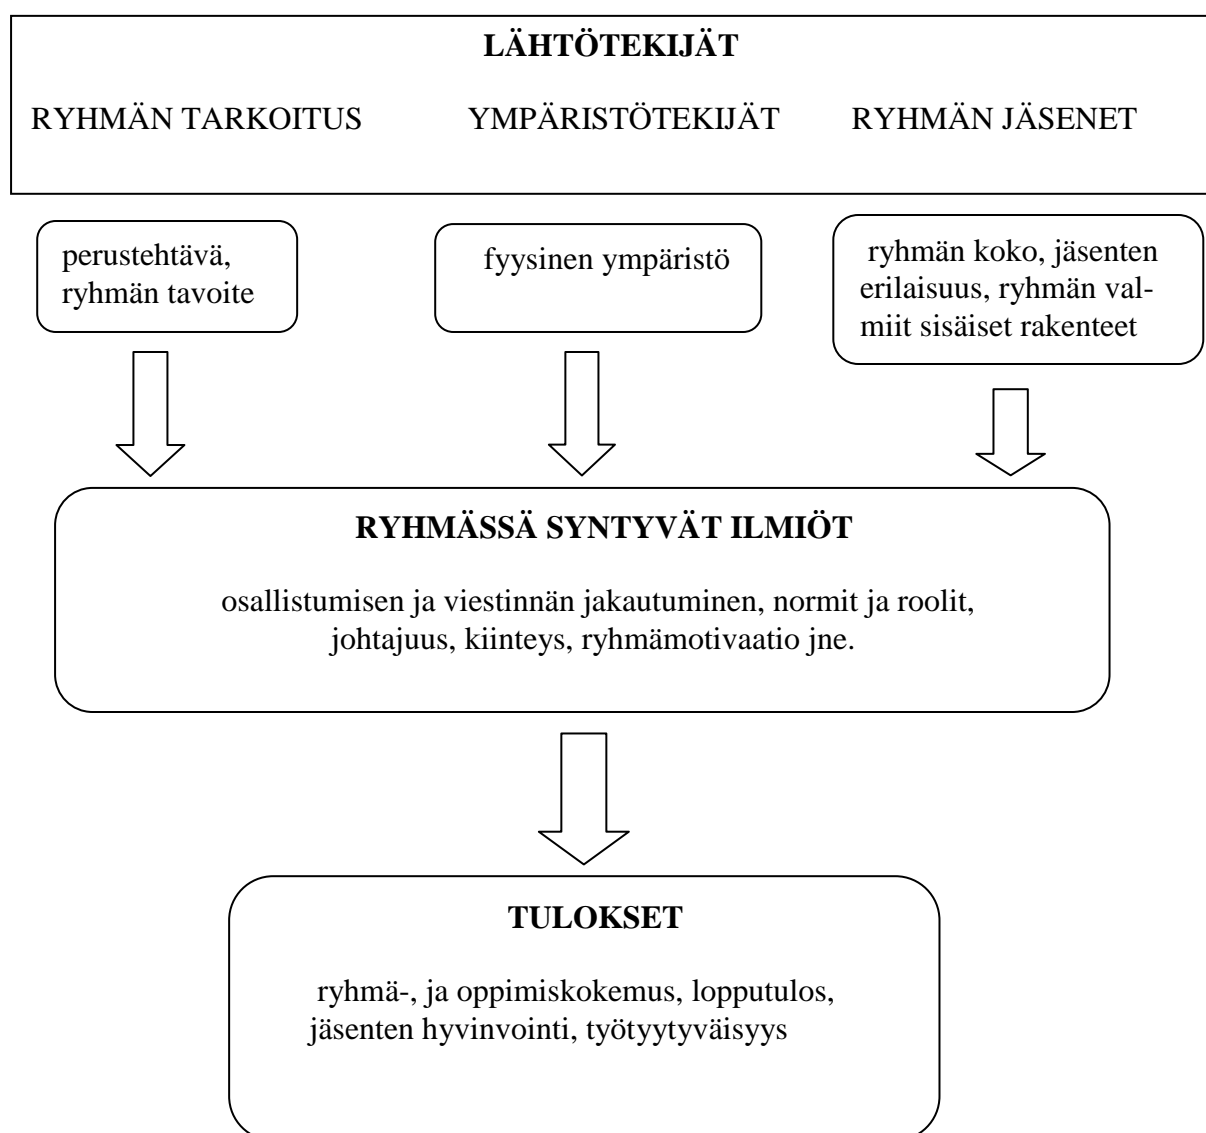 LÄHTÖTEKIJÄT
RYHMÄN TARKOITUS YMPÄRISTÖTEKIJÄT RYHMÄN JÄSENET
perustehtävä,
ryhmän tavoite
fyysinen ympäristö
ryhmän koko, jäsenten
erilaisuus, ryhmän val-
miit sisäiset rakenteet
RYHMÄSSÄ SYNTYVÄT ILMIÖT
osallistumisen ja viestinnän jakautuminen, normit ja roolit,
johtajuus, kiinteys, ryhmämotivaatio jne.
TULOKSET
ryhmä-, ja oppimiskokemus, lopputulos,
jäsenten hyvinvointi, työtyytyväisyys